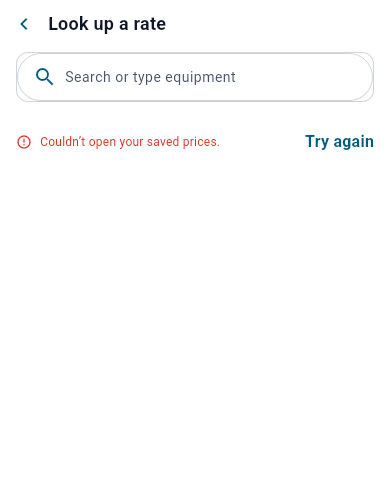 Look up a rate
Search or type equipment
Couldn't open your saved prices.
Try again